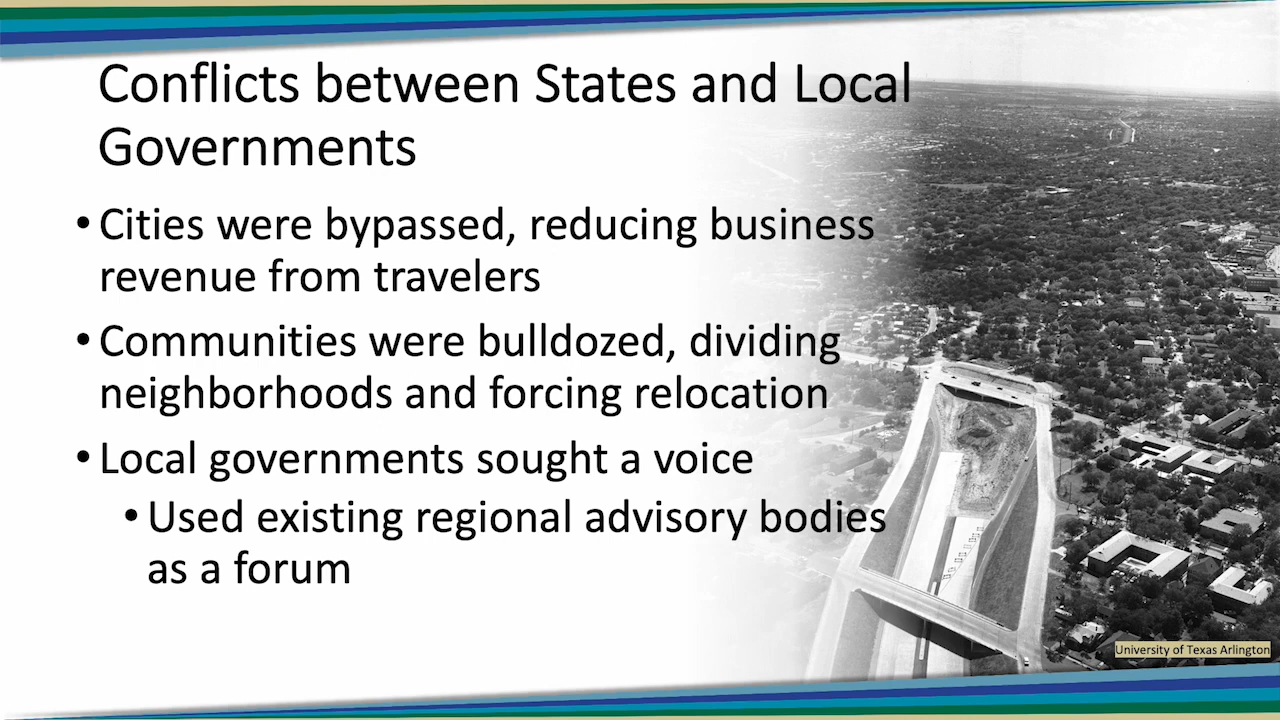 Conflicts between States and Local
Governments
• Cities were bypassed, reducing business
revenue from travelers
• Communities were bulldozed, dividing
neighborhoods and forcing relocation
• Local governments sought a voice
• Used existing regional advisory bodies
as a forum
University of Texas Arlington